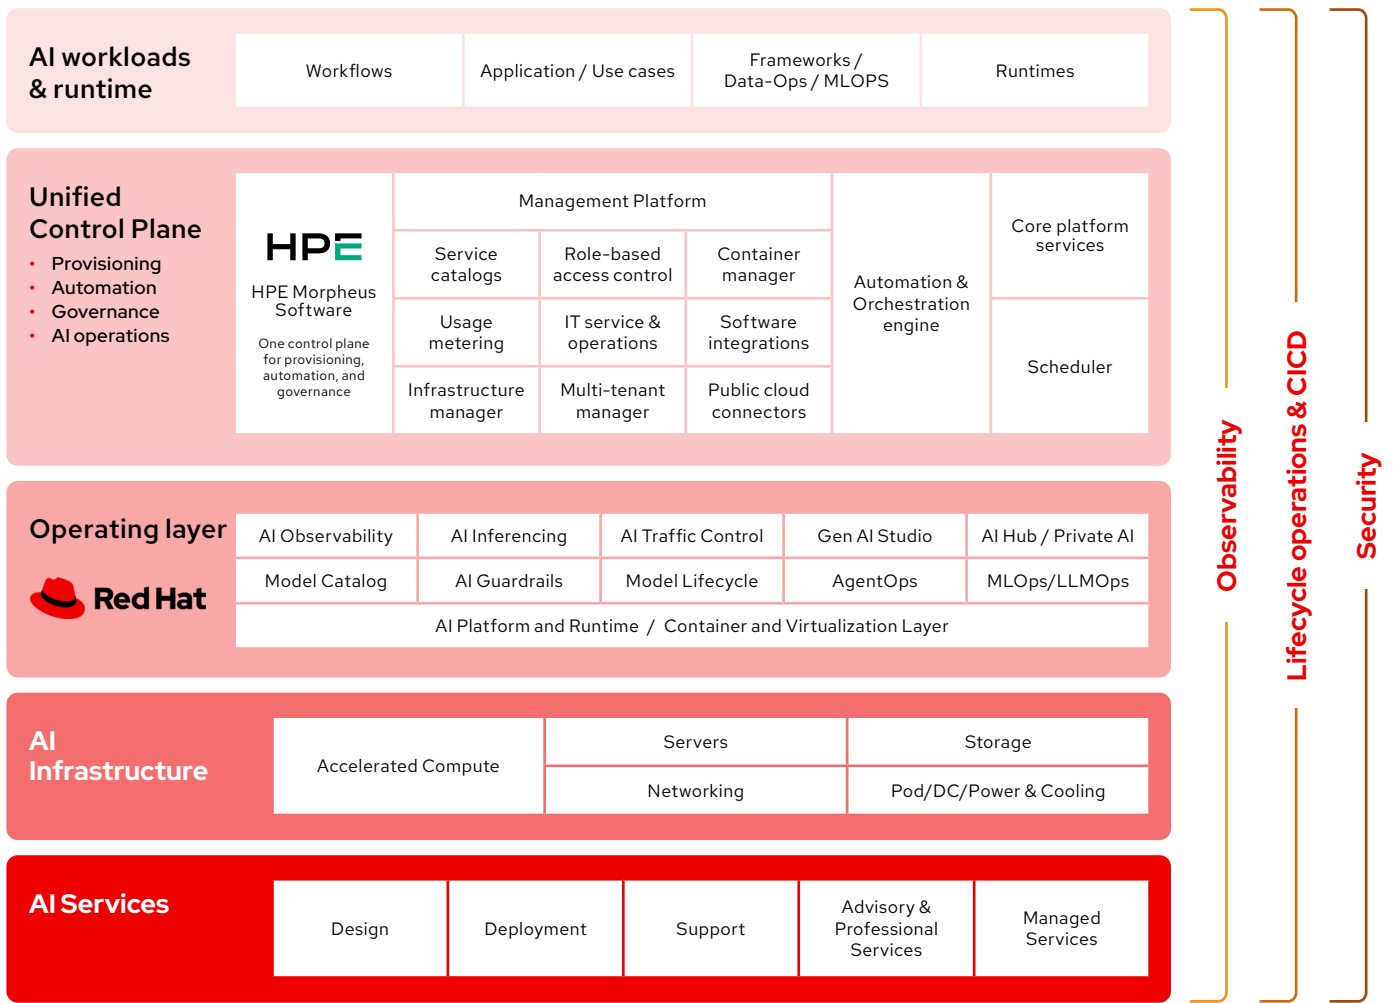 AI workloads
& runtime
Workflows
Application / Use cases
Frameworks /
Data-Ops / MLOPS
Runtimes
Unified
Control Plane
• Provisioning
• Automation
• Governance
• AI operations
HPE
HPE Morpheus
Software
One control plane
for provisioning,
automation, and
governance
Management Platform
Service
catalogs
Role-based
access control
Container
manager
Usage
metering
IT service &
operations
Software
integrations
Infrastructure
manager
Multi-tenant
manager
Public cloud
connectors
Automation &
Orchestration
engine
Core platform
services
Scheduler
Operating layer
Red Hat
AI Observability
AI Inferencing
AI Traffic Control
Gen AI Studio
AI Hub / Private AI
Model Catalog
AI Guardrails
Model Lifecycle
AgentOps
MLOps/LLMOps
AI Platform and Runtime / Container and Virtualization Layer
AI
Infrastructure
Accelerated Compute
Servers
Storage
Networking
Pod/DC/Power & Cooling
AI Services
Design
Deployment
Support
Advisory &
Professional
Services
Managed
Services
Observability
Lifecycle operations & CICD
Security